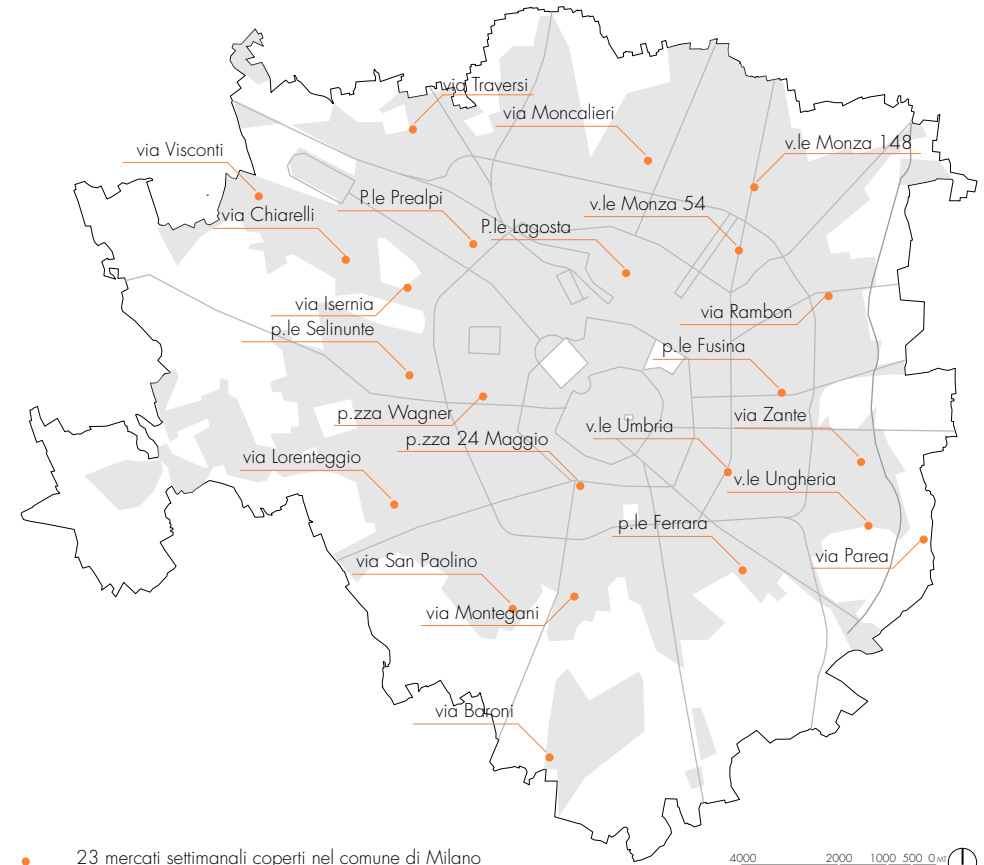 via Traversi
via Moncalieri
v.le Monza 148
via Visconti
P.le Prealpi
v.le Monza 54
via Chiarelli
P.le Lagosta
via Isernia
via Rambon
p.le Selinunte
p.le Fusina
p.zza Wagner
via Zante
v.le Umbria
p.zza 24 Maggio
via Lorenteggio
v.le Ungheria
p.le Ferrara
via Parea
via San Paolino
via Montegani
via Baroni
23 mercati settimanali coperti nel comune di Milano
4000 2000 1000 500 0 MT